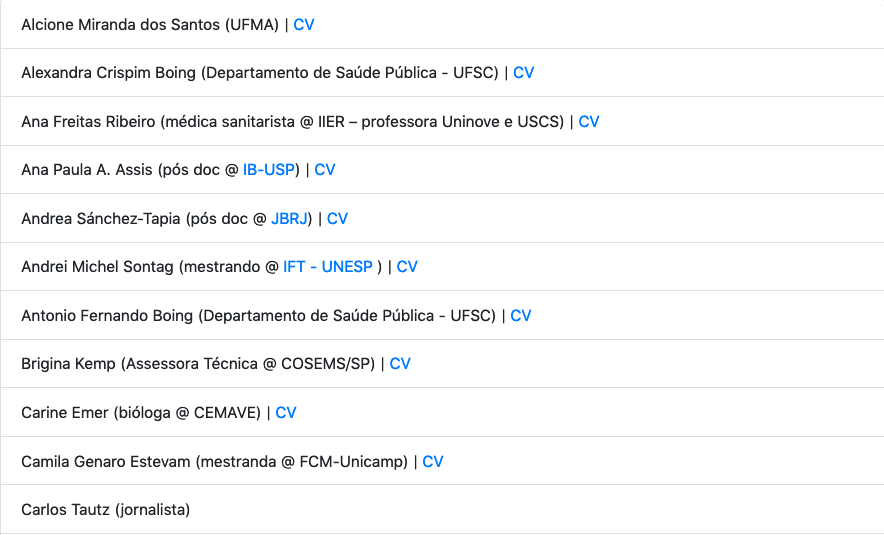 Alcione Miranda dos Santos (UFMA) | CV
Alexandra Crispim Boing (Departamento de Saúde Pública - UFSC) | CV
Ana Freitas Ribeiro (médica sanitarista @ IIER – professora Uninove e USCS) | CV
Ana Paula A. Assis (pós doc @ IB-USP) | CV
Andrea Sánchez-Tapia (pós doc @ JBRJ) | CV
Andrei Michel Sontag (mestrando @ IFT - UNESP ) | CV
Antonio Fernando Boing (Departamento de Saúde Pública - UFSC) | CV
Brigina Kemp (Assessora Técnica @ COSEMS/SP) | CV
Carine Emer (bióloga @ CEMAVE) | CV
Camila Genaro Estevam (mestranda @ FCM-Unicamp) | CV
Carlos Tautz (jornalista)